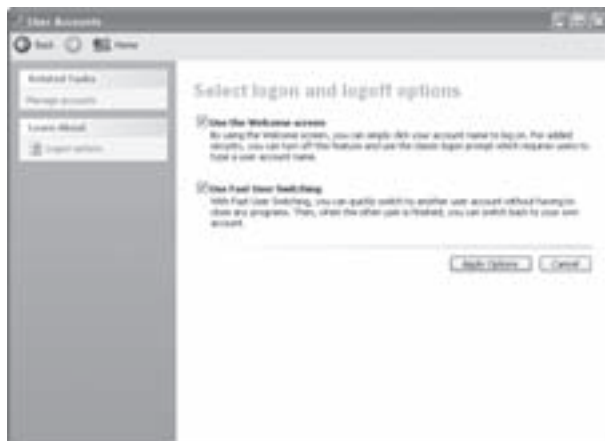 User Accounts
Back Home
Related Tasks
Manage accounts
Learn About
Logon options
Select logon and logoff options
Use the Welcome screen
By using the Welcome screen, you can simply click your account name to log on. For added
security, you can turn off this feature and use the classic logon prompt which requires users to
type a user account name.
Use Fast User Switching
With Fast User Switching, you can quickly switch to another user account without having to
close any programs. Then, when the other user is finished, you can switch back to your own
account.
Apply Options Cancel